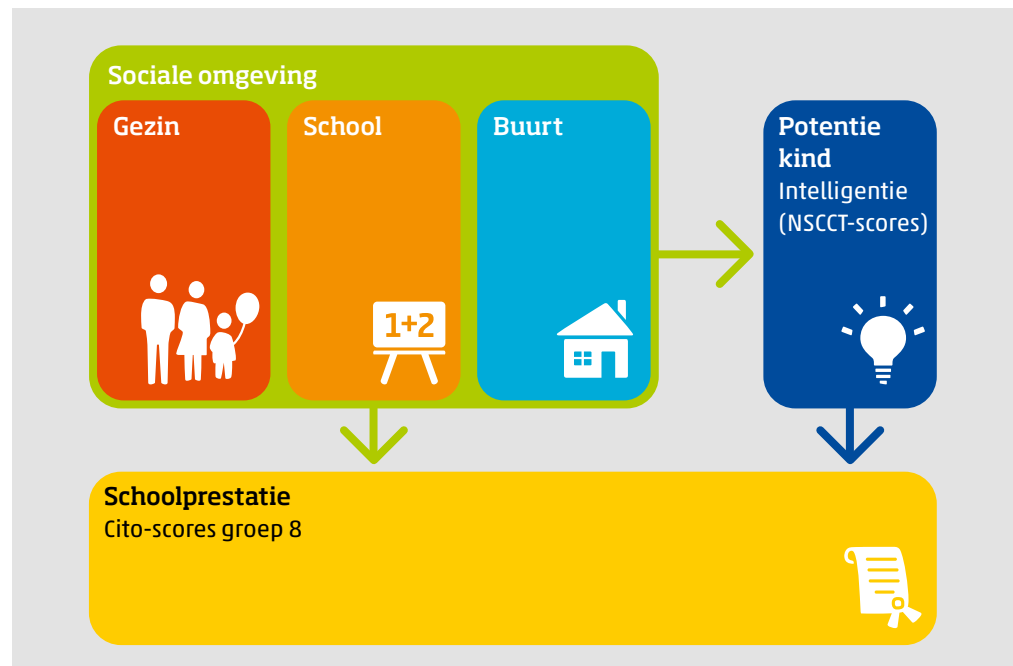 Sociale omgeving
Gezin
School
1+2
Buurt
Potentie
kind
Intelligentie
(NSCCT-scores)
Schoolprestatie
Cito-scores groep 8